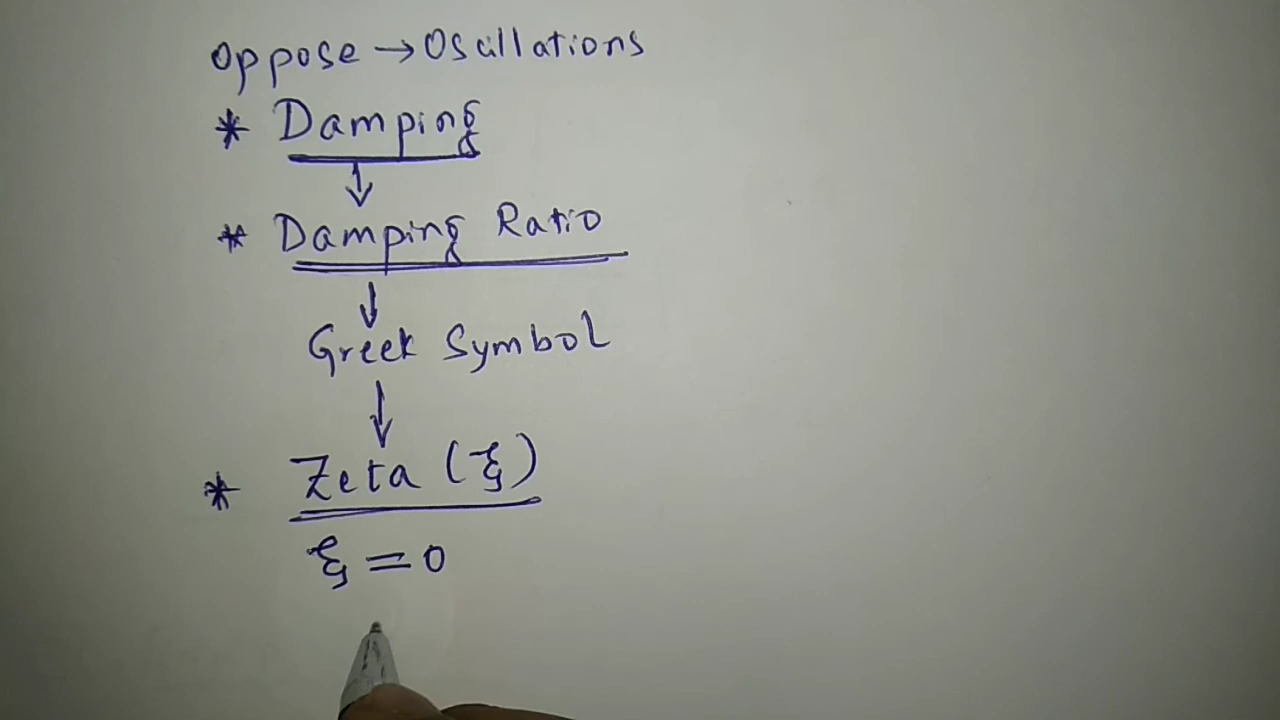 Oppose → Oscillations
* Damping
↓
* Damping Ratio
↓
Greek Symbol
↓
* Zeta (ξ)
ξ = 0